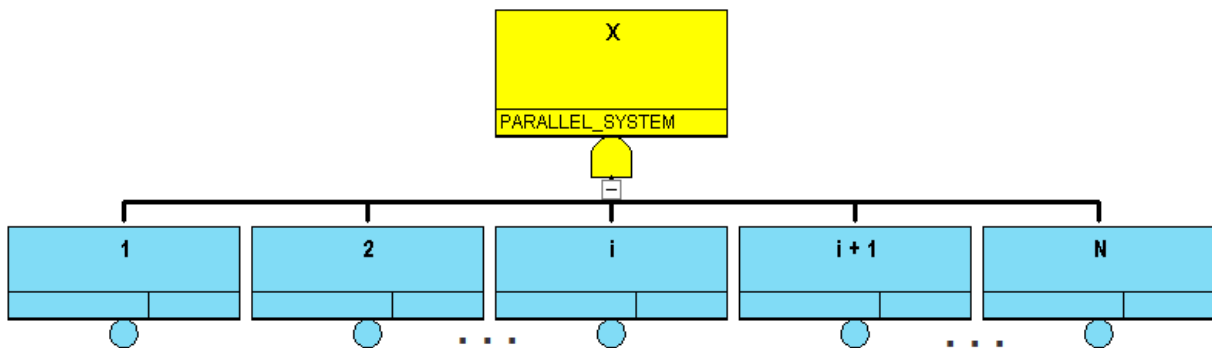 X
PARALLEL_SYSTEM
1 2 i i + 1 N
. . . . . .